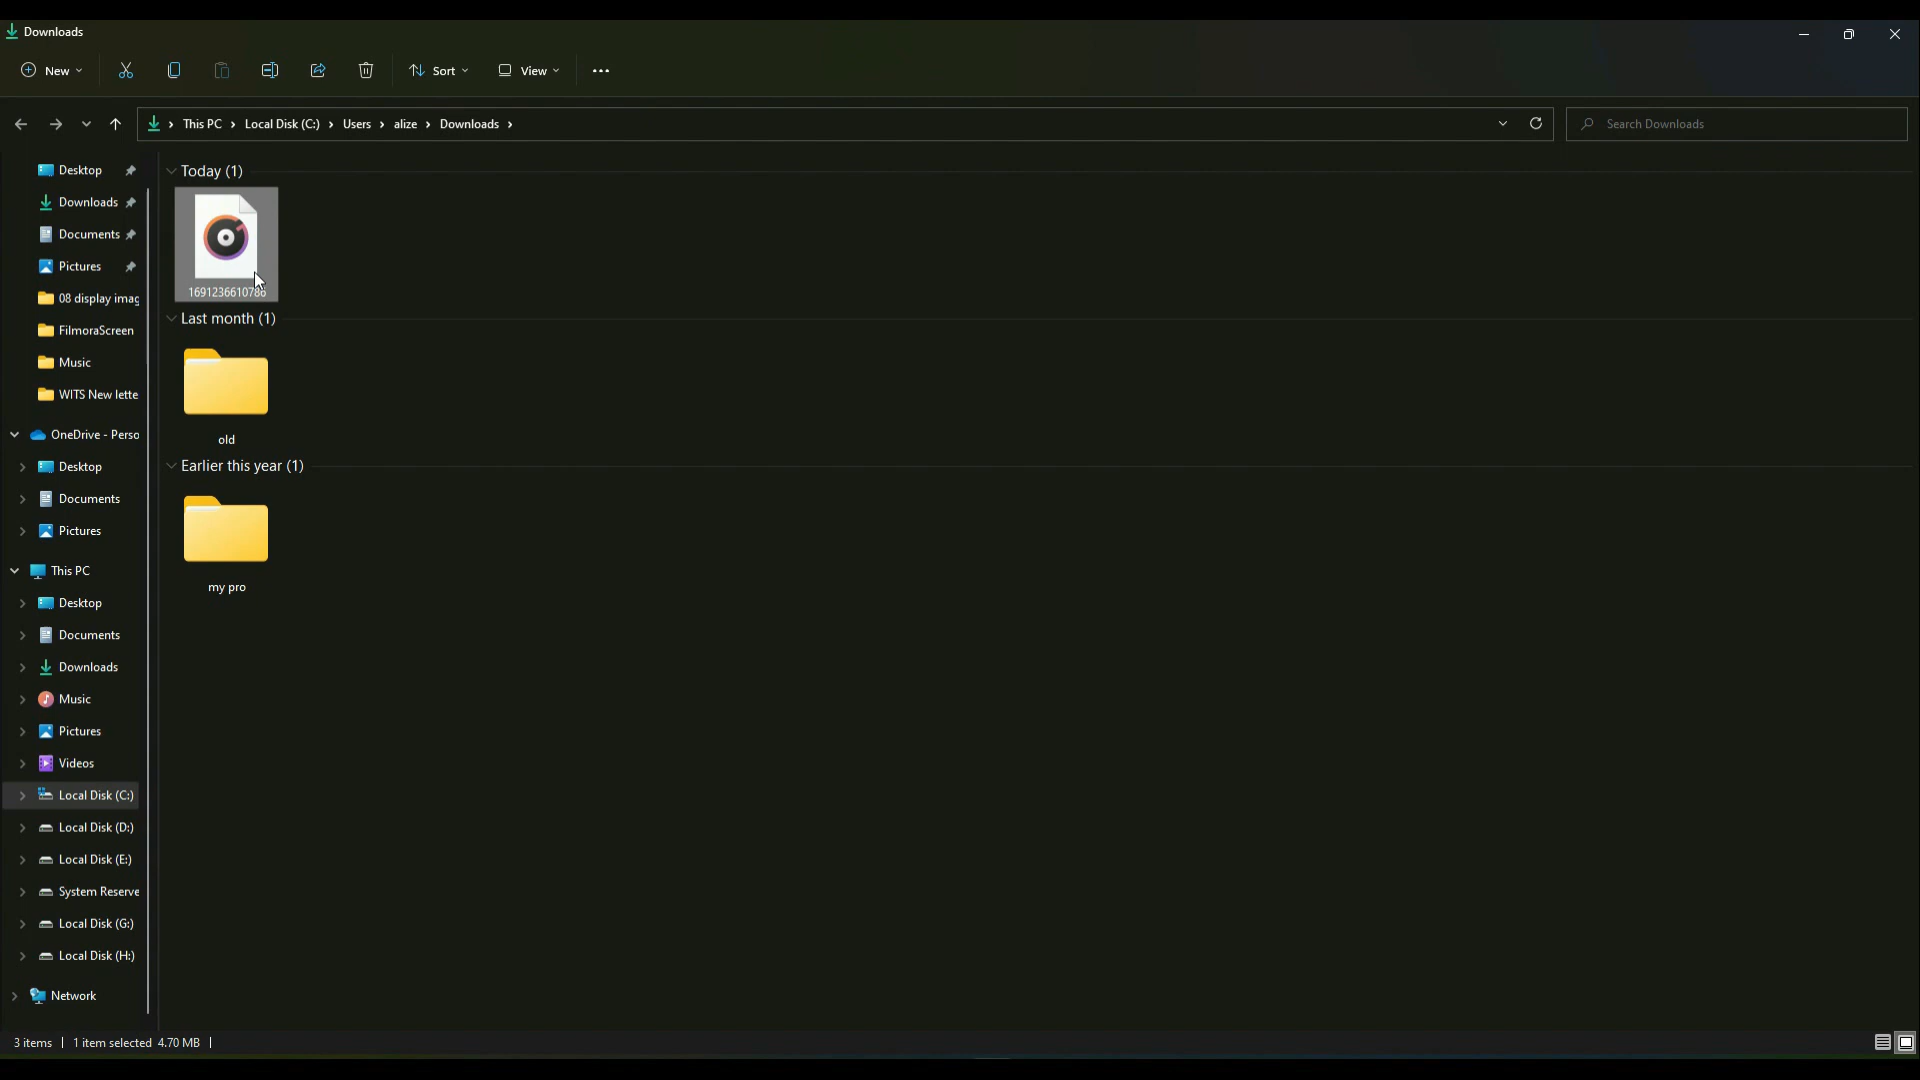 Downloads
New
Sort
View
This PC > Local Disk (C:) > Users > alize > Downloads >
Search Downloads
Desktop
Downloads
Documents
Pictures
08 display imag
FilmoraScreen
Music
WITS New lette
OneDrive - Perso
Desktop
Documents
Pictures
This PC
Desktop
Documents
Downloads
Music
Pictures
Videos
Local Disk (C:)
Local Disk (D:)
Local Disk (E:)
System Reserve
Local Disk (G:)
Local Disk (H:)
Network
Today (1)
1691236610786
Last month (1)
old
Earlier this year (1)
my pro
3 items | 1 item selected 4.70 MB |